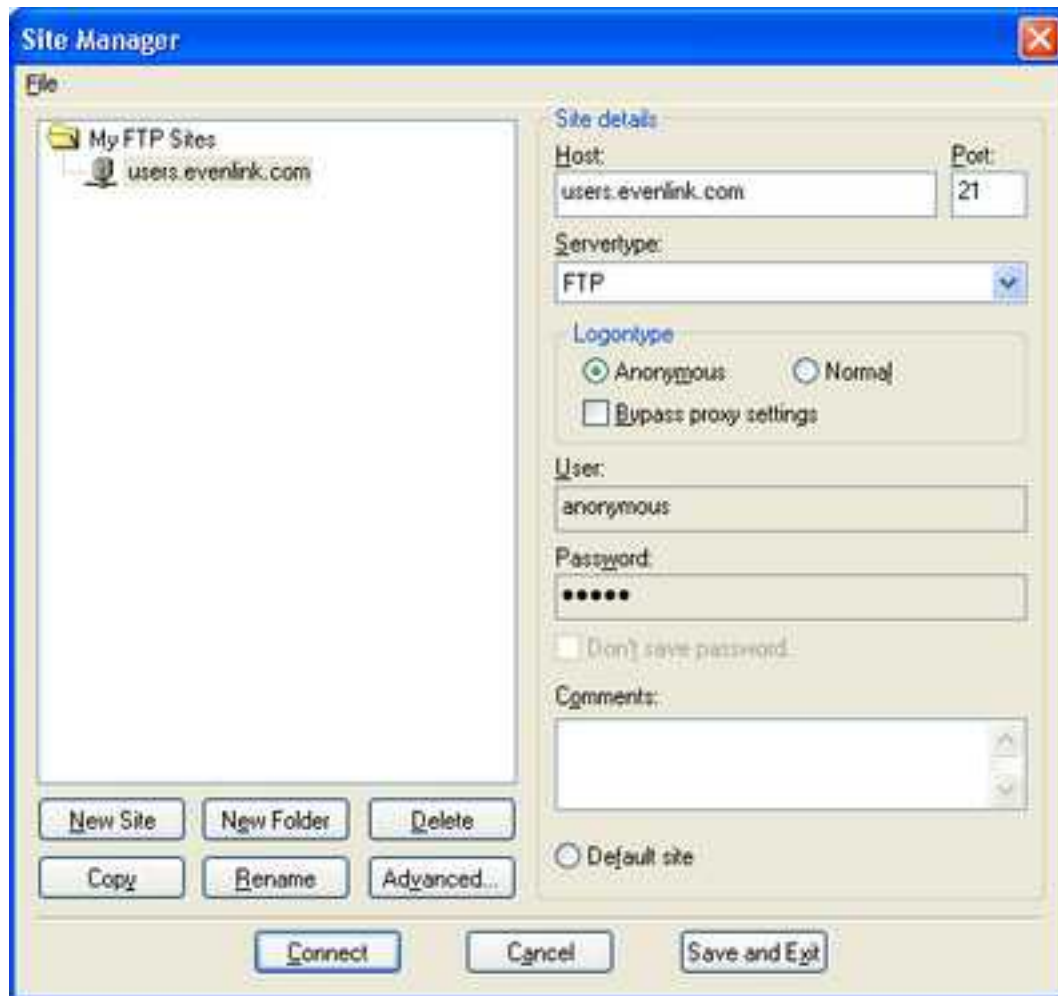 Site Manager
File
My FTP Sites
users.evenlink.com
New Site
New Folder
Delete
Copy
Rename
Advanced...
Site details
Host:
Port:
users.evenlink.com
21
Servertype:
FTP
Logontype
Anonymous
Normal
Bypass proxy settings
User:
anonymous
Password:
•••••
Don't save password
Comments:
Default site
Connect
Cancel
Save and Exit